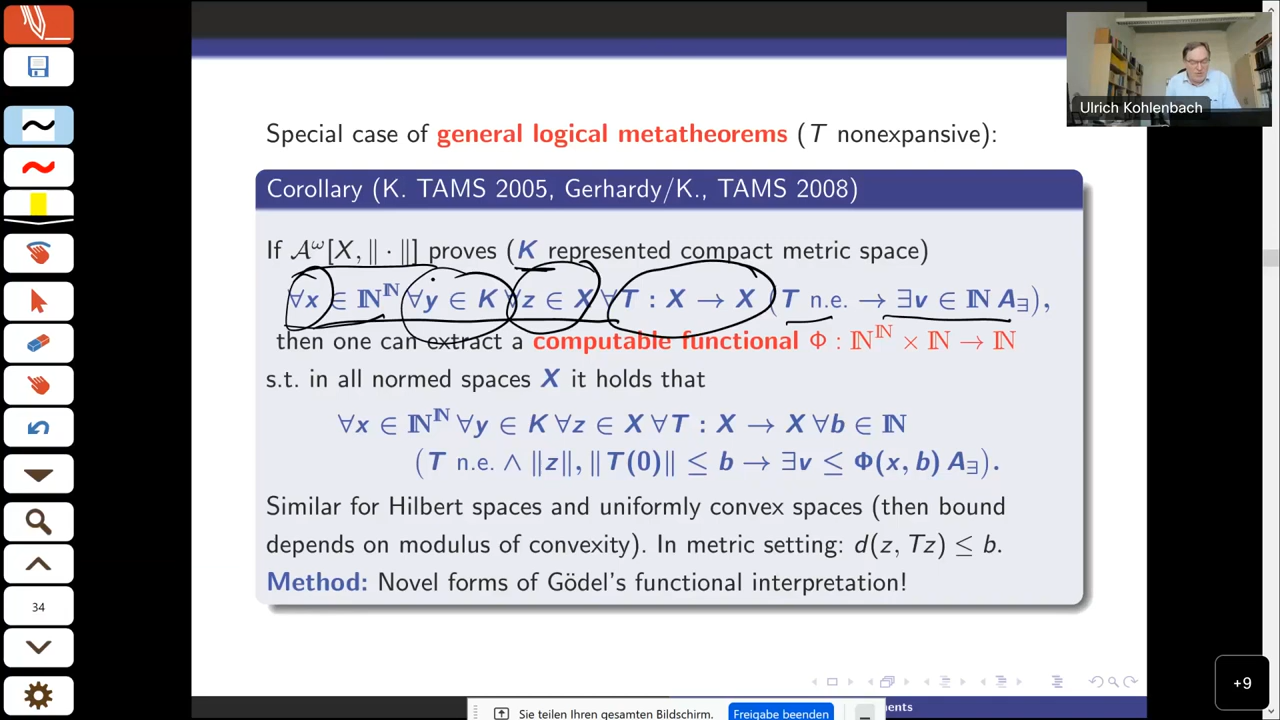 Ulrich Kohlenbach
Special case of general logical metatheorems (T nonexpansive):
Corollary (K. TAMS 2005, Gerhardy/K., TAMS 2008)
If 𝒜^ω[X, ‖·‖] proves (K represented compact metric space)
∀x ∈ ℕ^ℕ ∀y ∈ K ∀z ∈ X ∀T : X → X (T n.e. → ∃v ∈ ℕ A_∃),
then one can extract a computable functional Φ : ℕ^ℕ × ℕ → ℕ
s.t. in all normed spaces X it holds that
∀x ∈ ℕ^ℕ ∀y ∈ K ∀z ∈ X ∀T : X → X ∀b ∈ ℕ
(T n.e. ∧ ‖z‖, ‖T(0)‖ ≤ b → ∃v ≤ Φ(x, b) A_∃).
Similar for Hilbert spaces and uniformly convex spaces (then bound
depends on modulus of convexity). In metric setting: d(z, Tz) ≤ b.
Method: Novel forms of Gödel's functional interpretation!
34
+9
Sie teilen Ihren gesamten Bildschirm. Freigabe beenden
ments